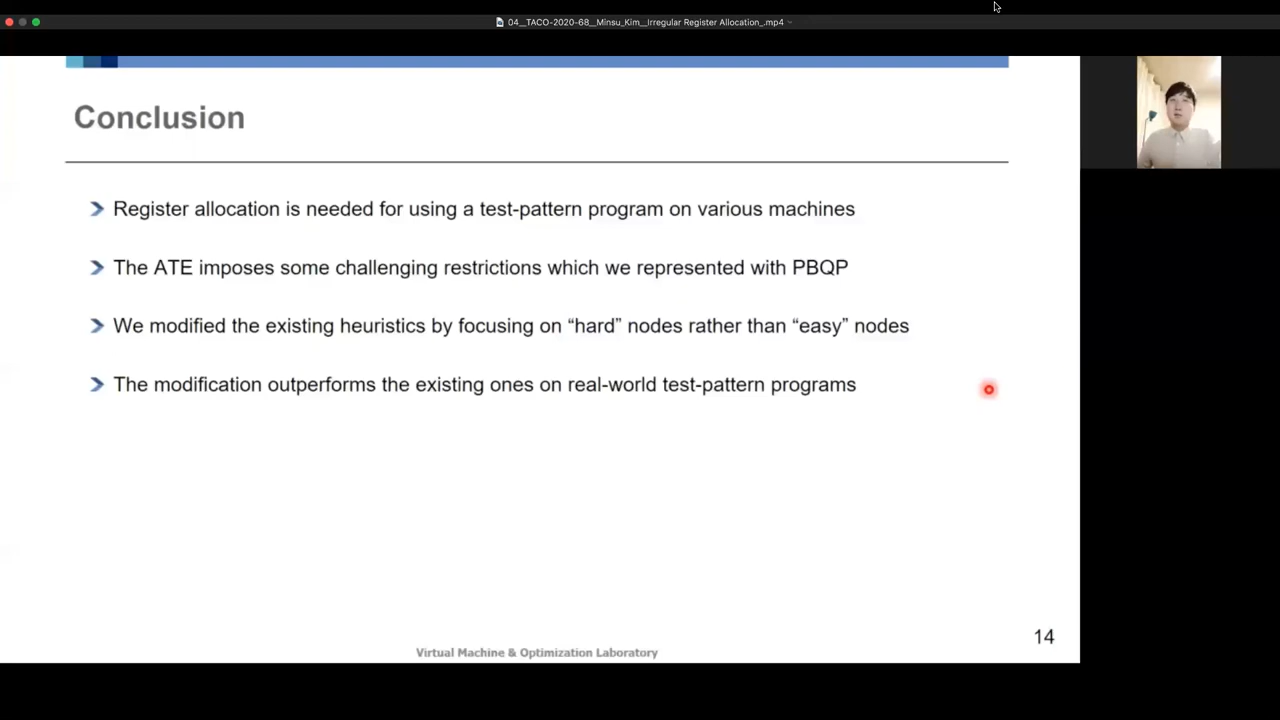 04__TACO-2020-68__Minsu_Kim__Irregular Register Allocation_.mp4
Conclusion
Register allocation is needed for using a test-pattern program on various machines
The ATE imposes some challenging restrictions which we represented with PBQP
We modified the existing heuristics by focusing on “hard” nodes rather than “easy” nodes
The modification outperforms the existing ones on real-world test-pattern programs
14
Virtual Machine & Optimization Laboratory